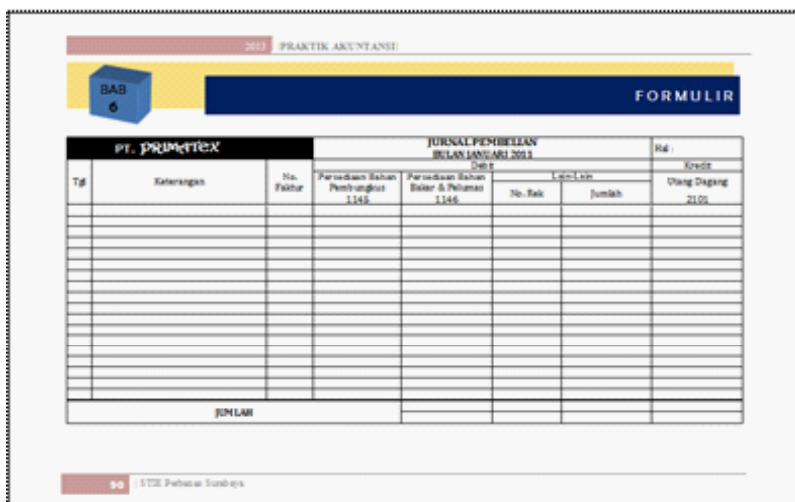 2013 [PRAKTIK AKUNTANSI]
BAB
6
FORMULIR
PT. PRIMATEX
JURNAL PEMBELIAN
BULAN JANUARI 2011
Hal :
Tgl
Keterangan
No.
Faktur
Debit
Kredit
Persediaan Bahan
Pembungkus
1145
Persediaan Bahan
Bakar & Pelumas
1146
Lain-Lain
No. Rek
Jumlah
Utang Dagang
2101
JUMLAH
90 | STIE Perbanas Surabaya